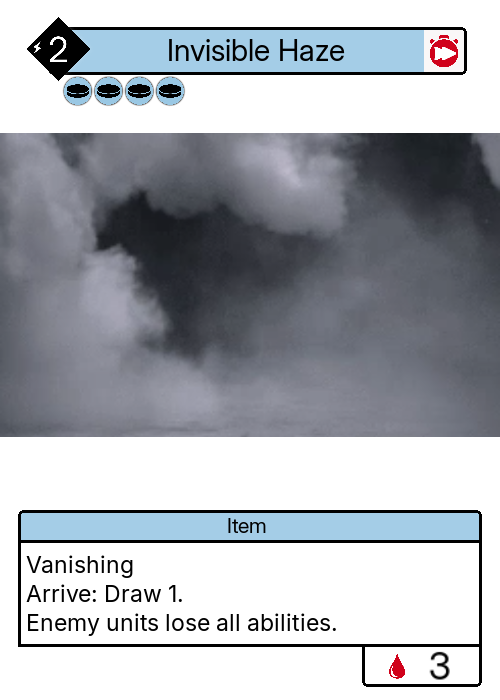 2
Invisible Haze
Item
Vanishing
Arrive: Draw 1.
Enemy units lose all abilities.
3